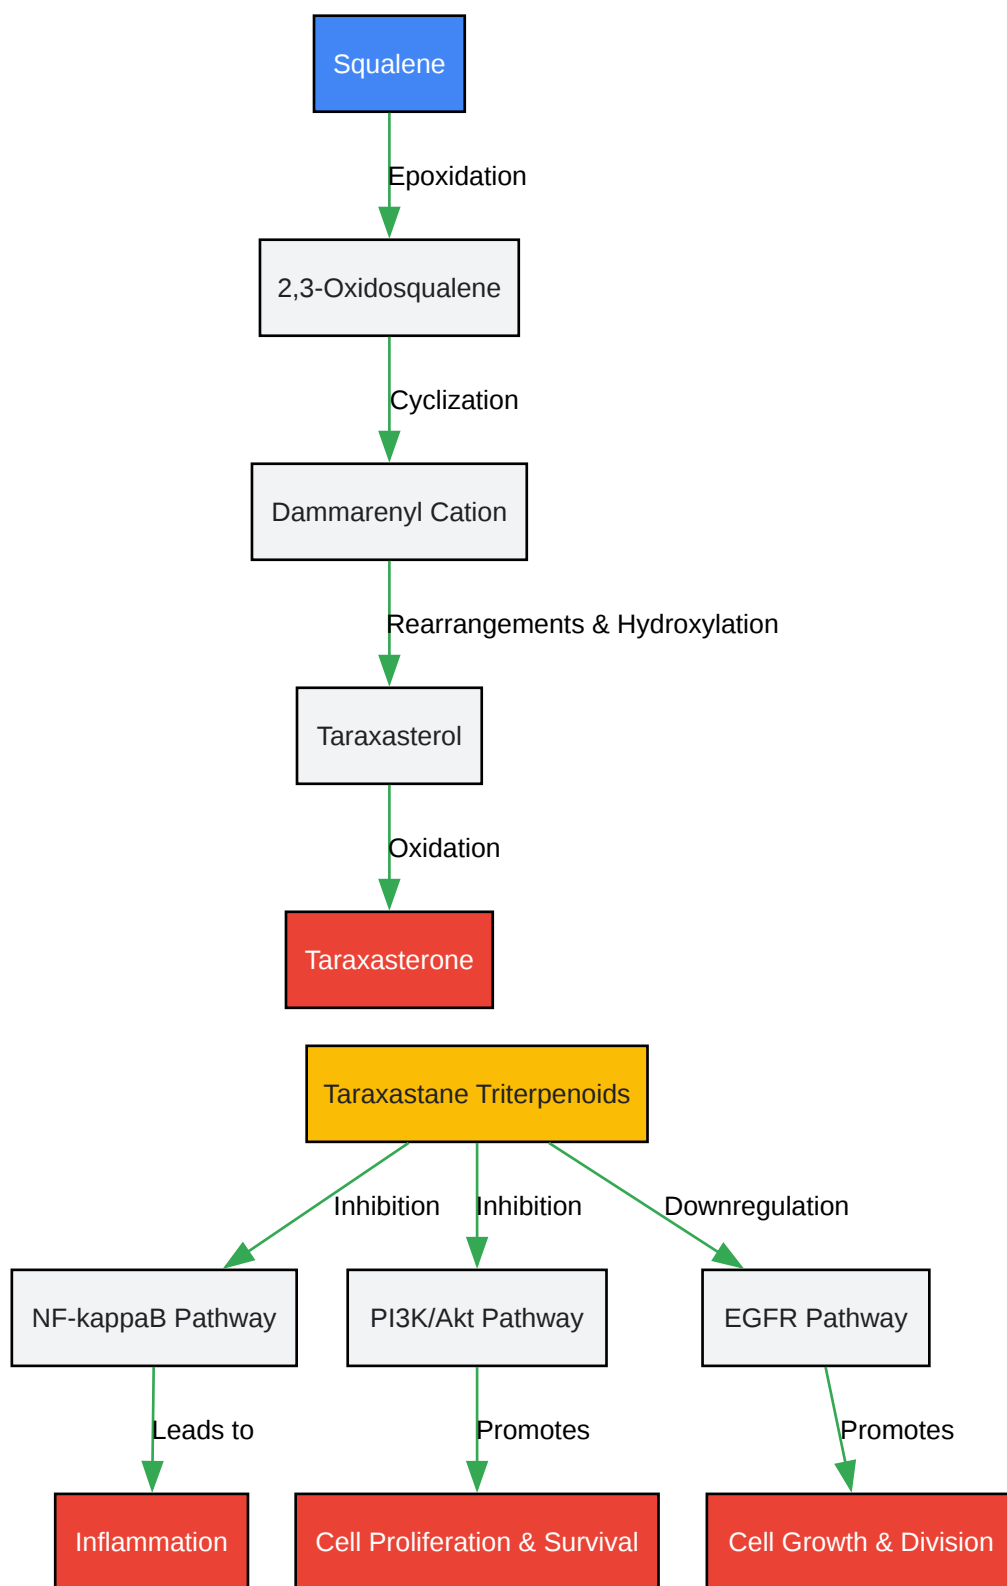 Squalene
Epoxidation
2,3-Oxidosqualene
Cyclization
Dammarenyl Cation
Rearrangements & Hydroxylation
Taraxasterol
Oxidation
Taraxasterone
Taraxastane Triterpenoids
Inhibition
Inhibition
Downregulation
NF-kappaB Pathway
PI3K/Akt Pathway
EGFR Pathway
Leads to
Promotes
Promotes
Inflammation
Cell Proliferation & Survival
Cell Growth & Division